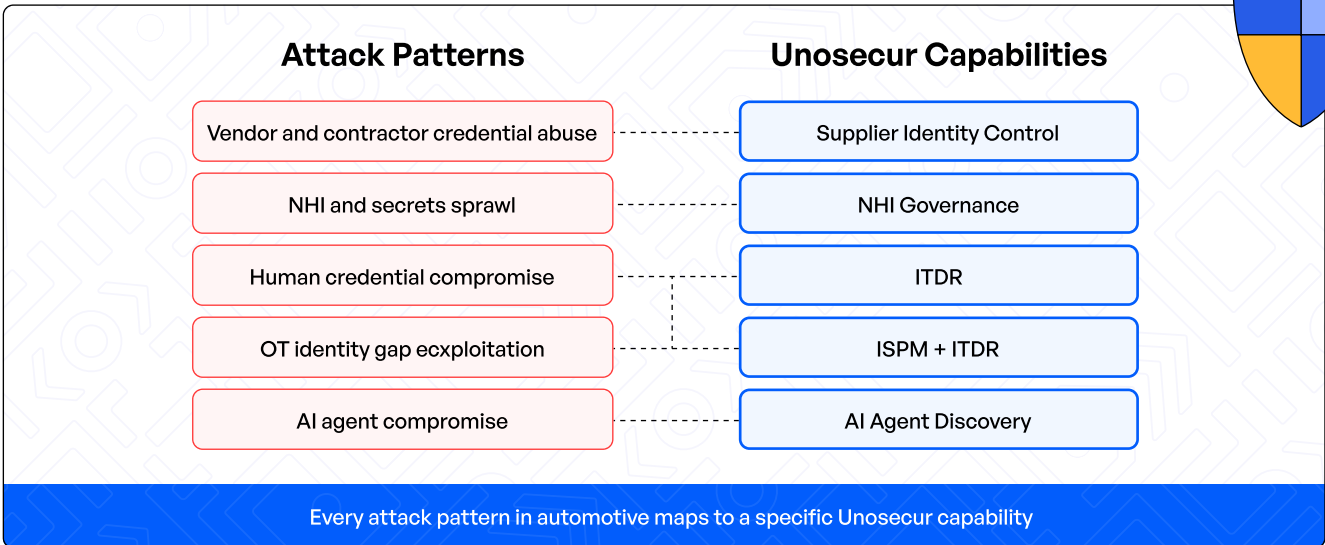 Attack Patterns
Unosecur Capabilities
Vendor and contractor credential abuse
Supplier Identity Control
NHI and secrets sprawl
NHI Governance
Human credential compromise
ITDR
OT identity gap ecxploitation
ISPM + ITDR
AI agent compromise
AI Agent Discovery
Every attack pattern in automotive maps to a specific Unosecur capability